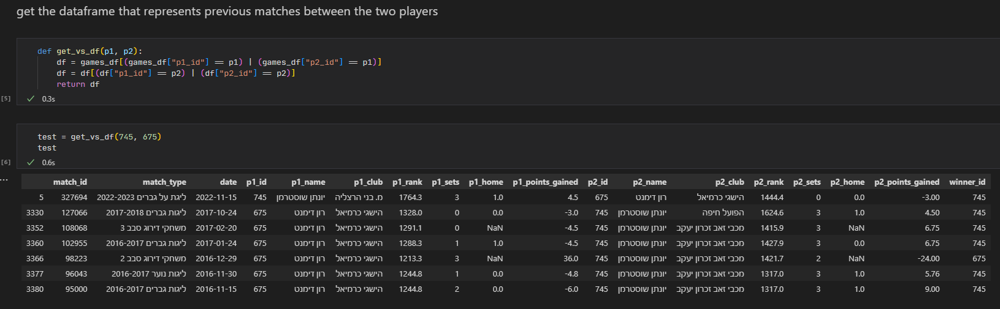 get the dataframe that represents previous matches between the two players
def get_vs_df(p1, p2):
df = games_df[(games_df["p1_id"] == p1) | (games_df["p2_id"] == p1)]
df = df[(df["p1_id"] == p2) | (df["p2_id"] == p2)]
return df
[5] ✓ 0.3s
test = get_vs_df(745, 675)
test
[6] ✓ 0.6s
...
match_id match_type date p1_id p1_name p1_club p1_rank p1_sets p1_home p1_points_gained p2_id p2_name p2_club p2_rank p2_sets p2_home p2_points_gained winner_id
5 327694 ליגת על גברים 2022-2023 2022-11-15 745 יונתן שוסטרמן מ. בני הרצליה 1764.3 3 1.0 4.5 675 רון דימנט הישגי כרמיאל 1444.4 0 0.0 -3.00 745
3330 127066 ליגות גברים 2017-2018 2017-10-24 675 רון דימנט הישגי כרמיאל 1328.0 0 0.0 -3.0 745 יונתן שוסטרמן הפועל חיפה 1624.6 3 1.0 4.50 745
3352 108068 משחקי דירוג סבב 3 2017-02-20 675 רון דימנט הישגי כרמיאל 1291.1 0 NaN -4.5 745 יונתן שוסטרמן מכבי זאב זכרון יעקב 1415.9 3 NaN 6.75 745
3360 102955 ליגות גברים 2016-2017 2017-01-24 675 רון דימנט הישגי כרמיאל 1288.3 1 1.0 -4.5 745 יונתן שוסטרמן מכבי זאב זכרון יעקב 1427.9 3 0.0 6.75 745
3366 98223 משחקי דירוג סבב 2 2016-12-29 675 רון דימנט הישגי כרמיאל 1213.3 3 NaN 36.0 745 יונתן שוסטרמן מכבי זאב זכרון יעקב 1421.7 2 NaN -24.00 675
3377 96043 ליגות נוער 2016-2017 2016-11-30 675 רון דימנט הישגי כרמיאל 1244.8 1 0.0 -4.8 745 יונתן שוסטרמן מכבי זאב זכרון יעקב 1317.0 3 1.0 5.76 745
3380 95000 ליגות גברים 2016-2017 2016-11-15 675 רון דימנט הישגי כרמיאל 1244.8 2 0.0 -6.0 745 יונתן שוסטרמן מכבי זאב זכרון יעקב 1317.0 3 1.0 9.00 745